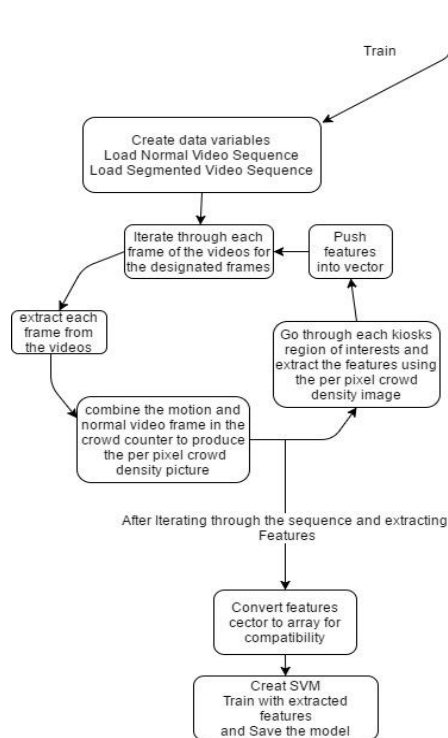 Train
Create data variables
Load Normal Video Sequence
Load Segmented Video Sequence
Iterate through each
frame of the videos for
the designated frames
Push
features
into vector
extract each
frame from
the videos
Go through each kiosks
region of interests and
extract the features using
the per pixel crowd
density image
combine the motion and
normal video frame in the
crowd counter to produce
the per pixel crowd
density picture
After Iterating through the sequence and extracting
Features
Convert features
cector to array for
compatibility
Creat SVM
Train with extracted
features
and Save the model